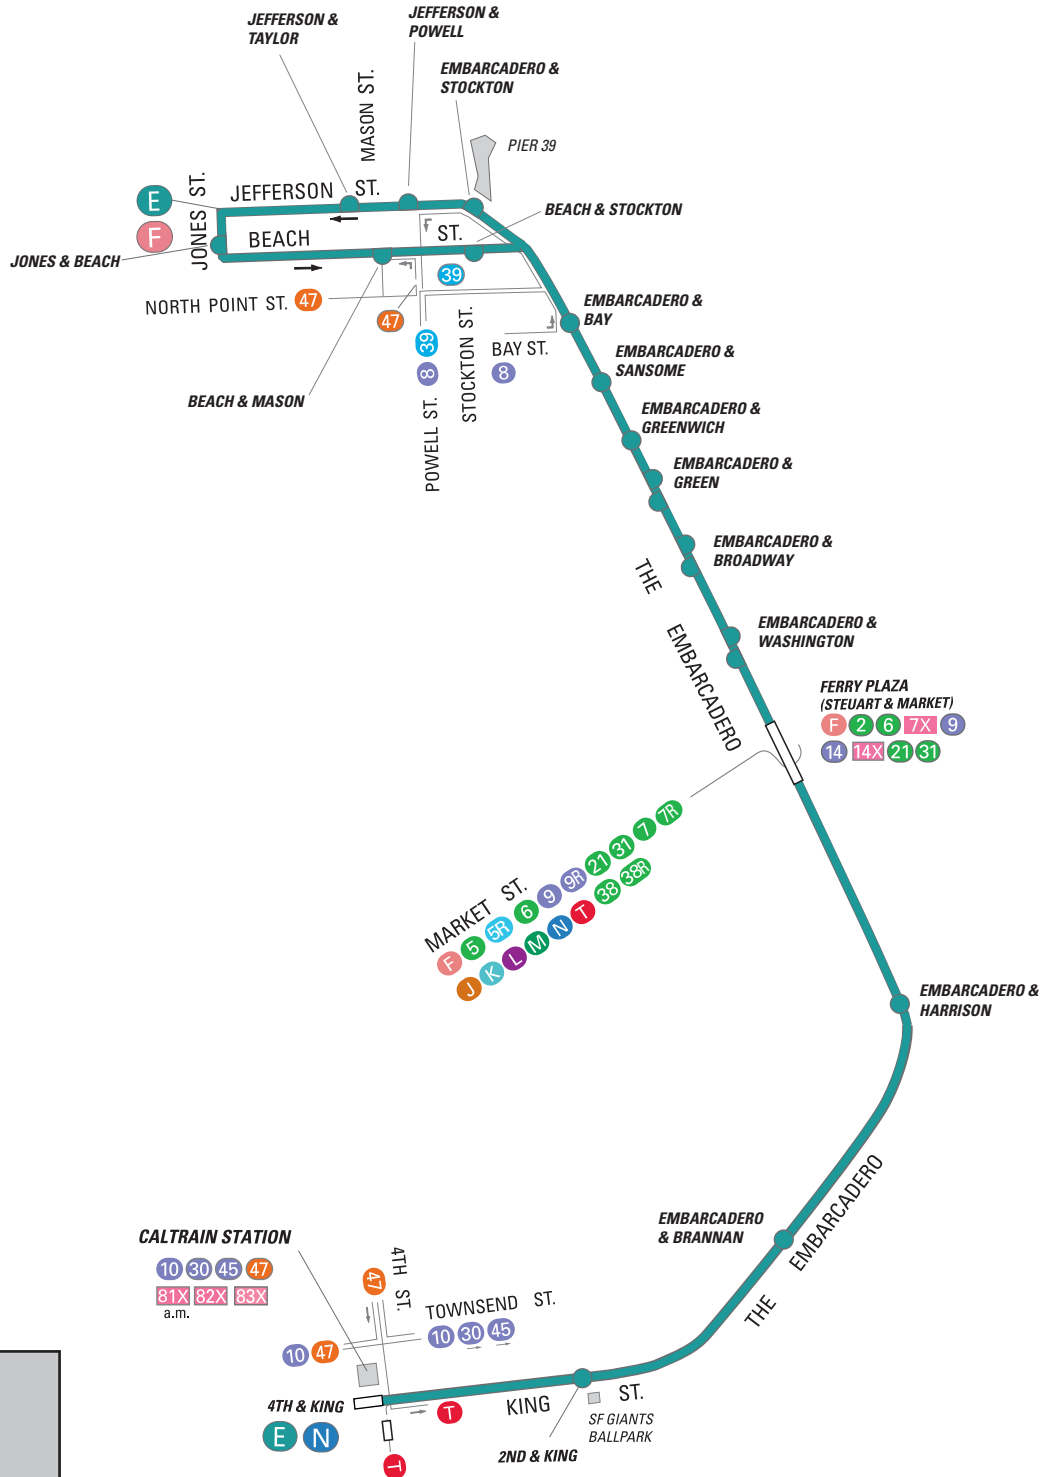 JEFFERSON &
TAYLOR
JEFFERSON &
POWELL
EMBARCADERO &
STOCKTON
MASON ST.
PIER 39
E
F
JONES ST.
JEFFERSON ST.
BEACH ST.
BEACH & STOCKTON
JONES & BEACH
39
NORTH POINT ST. 47
47
EMBARCADERO &
BAY
39
8
POWELL ST.
STOCKTON ST.
BAY ST.
8
EMBARCADERO &
SANSOME
BEACH & MASON
EMBARCADERO &
GREENWICH
EMBARCADERO &
GREEN
EMBARCADERO &
BROADWAY
THE EMBARCADERO
EMBARCADERO &
WASHINGTON
FERRY PLAZA
(STEUART & MARKET)
F 2 6 7X 9
14 14X 21 31
MARKET ST.
F 5 5R 6 9 9R 21 31 7 7R
J K L M N T 38 38R
EMBARCADERO &
HARRISON
EMBARCADERO
& BRANNAN
THE EMBARCADERO
CALTRAIN STATION
10 30 45 47
81X 82X 83X
a.m.
47
4TH ST.
TOWNSEND ST.
10 30 45
10 47
4TH & KING
E N
T
T
KING ST.
SF GIANTS
BALLPARK
2ND & KING